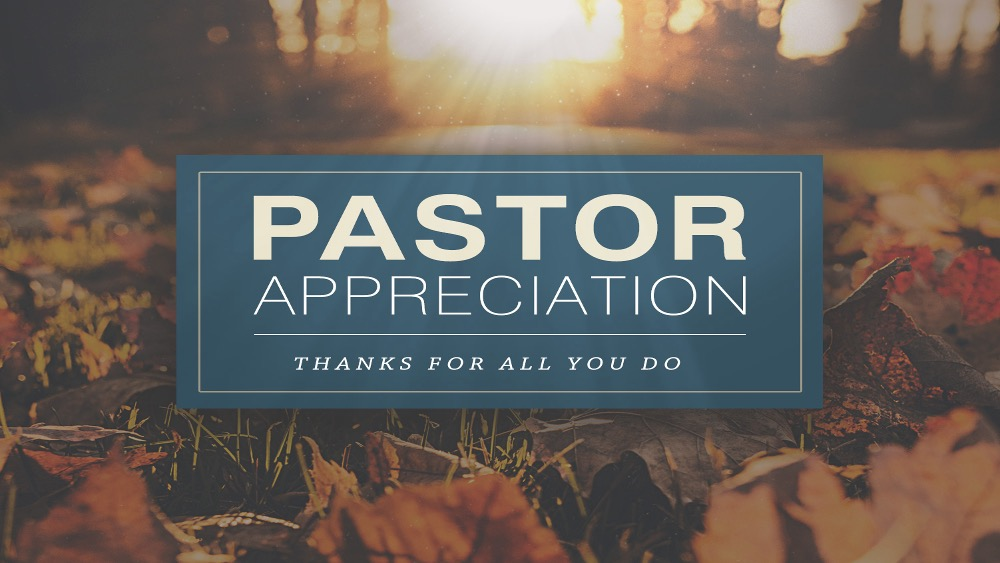 PASTOR
APPRECIATION
THANKS FOR ALL YOU DO